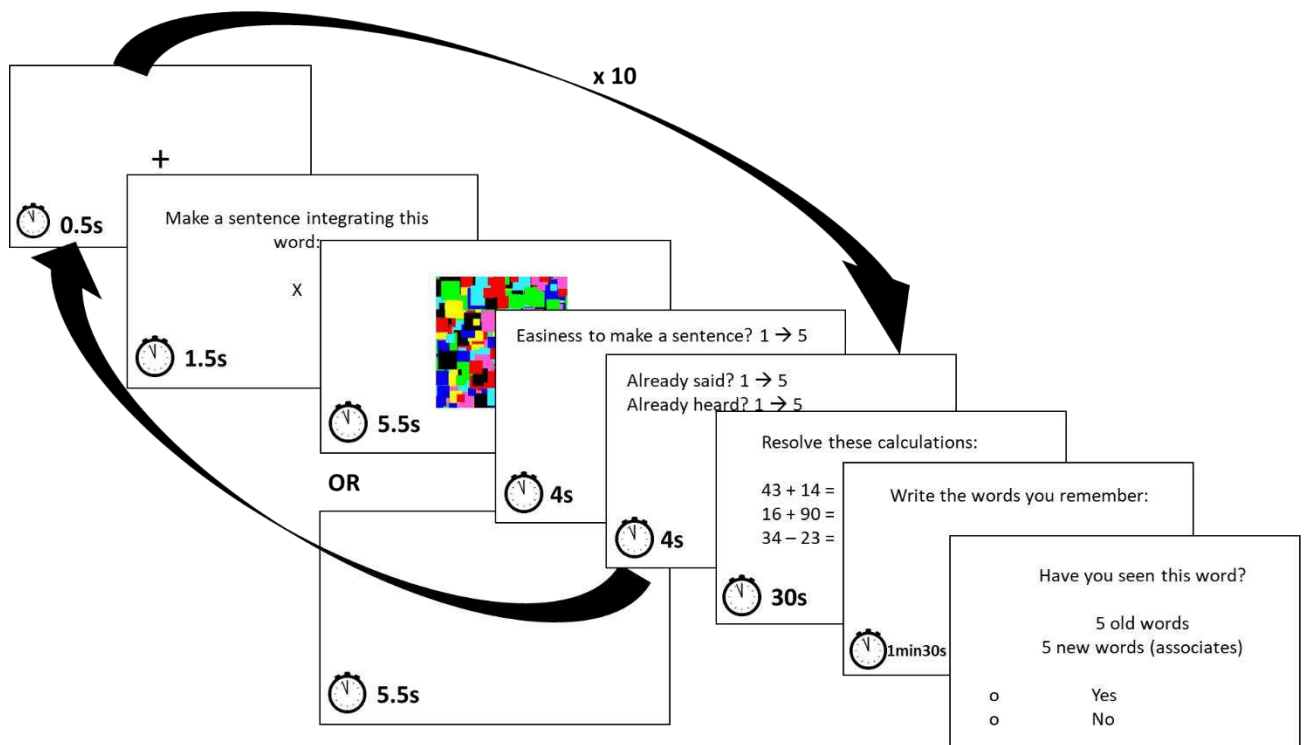 x 10
+
0.5s
Make a sentence integrating this
word:
X
1.5s
5.5s
OR
5.5s
Easiness to make a sentence? 1 → 5
4s
Already said? 1 → 5
Already heard? 1 → 5
4s
Resolve these calculations:
43 + 14 =
16 + 90 =
34 – 23 =
30s
Write the words you remember:
1min30s
Have you seen this word?
5 old words
5 new words (associates)
o Yes
o No